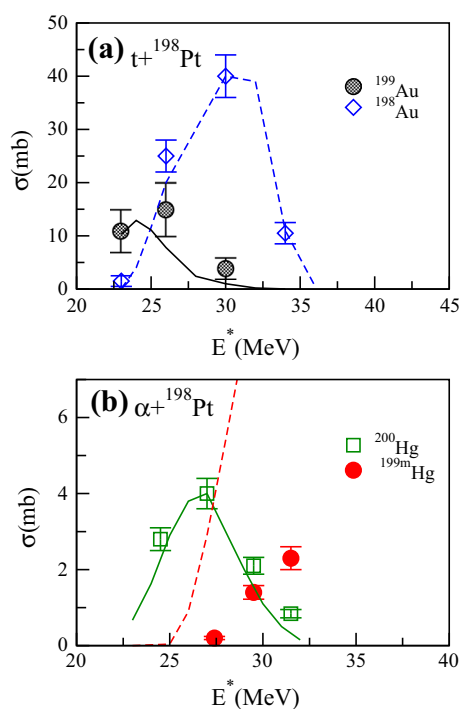 50
(a) t+¹⁹⁸Pt
40
¹⁹⁹Au
¹⁹⁸Au
30
σ(mb)
20
10
0
20 25 30 35 40 45
E*(MeV)
(b) α+¹⁹⁸Pt
6
²⁰⁰Hg
¹⁹⁹ᵐHg
4
σ(mb)
2
0
20 25 30 35 40
E*(MeV)